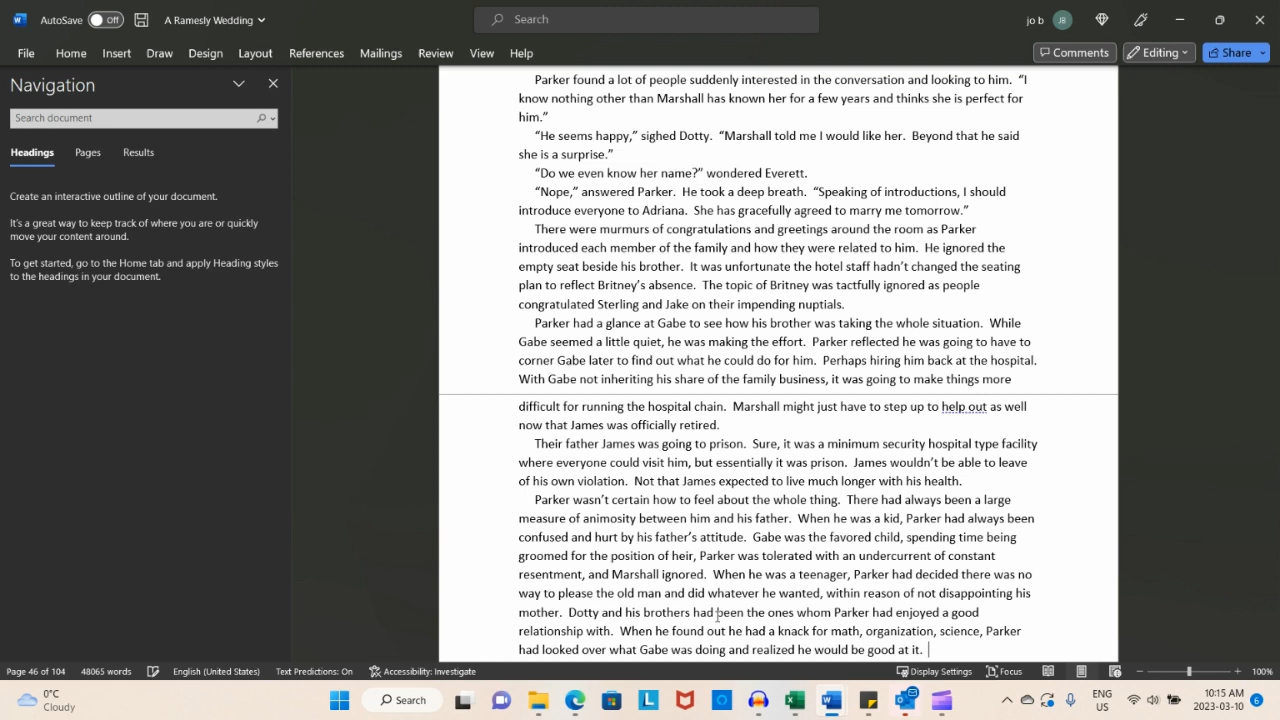 AutoSave Off A Ramesly Wedding Search jo b JB
File Home Insert Draw Design Layout References Mailings Review View Help Comments Editing Share
Navigation
Search document
Headings Pages Results
Create an interactive outline of your document.
It's a great way to keep track of where you are or quickly
move your content around.
To get started, go to the Home tab and apply Heading styles
to the headings in your document.
Parker found a lot of people suddenly interested in the conversation and looking to him.  “I
know nothing other than Marshall has known her for a few years and thinks she is perfect for
him.”
“He seems happy,” sighed Dotty.  “Marshall told me I would like her.  Beyond that he said
she is a surprise.”
“Do we even know her name?” wondered Everett.
“Nope,” answered Parker.  He took a deep breath.  “Speaking of introductions, I should
introduce everyone to Adriana.  She has gracefully agreed to marry me tomorrow.”
There were murmurs of congratulations and greetings around the room as Parker
introduced each member of the family and how they were related to him.  He ignored the
empty seat beside his brother.  It was unfortunate the hotel staff hadn’t changed the seating
plan to reflect Britney’s absence.  The topic of Britney was tactfully ignored as people
congratulated Sterling and Jake on their impending nuptials.
Parker had a glance at Gabe to see how his brother was taking the whole situation.  While
Gabe seemed a little quiet, he was making the effort.  Parker reflected he was going to have to
corner Gabe later to find out what he could do for him.  Perhaps hiring him back at the hospital.
With Gabe not inheriting his share of the family business, it was going to make things more
difficult for running the hospital chain.  Marshall might just have to step up to help out as well
now that James was officially retired.
Their father James was going to prison.  Sure, it was a minimum security hospital type facility
where everyone could visit him, but essentially it was prison.  James wouldn’t be able to leave
of his own violation.  Not that James expected to live much longer with his health.
Parker wasn’t certain how to feel about the whole thing.  There had always been a large
measure of animosity between him and his father.  When he was a kid, Parker had always been
confused and hurt by his father’s attitude.  Gabe was the favored child, spending time being
groomed for the position of heir, Parker was tolerated with an undercurrent of constant
resentment, and Marshall ignored.  When he was a teenager, Parker had decided there was no
way to please the old man and did whatever he wanted, within reason of not disappointing his
mother.  Dotty and his brothers had been the ones whom Parker had enjoyed a good
relationship with.  When he found out he had a knack for math, organization, science, Parker
had looked over what Gabe was doing and realized he would be good at it.
Page 46 of 104 48065 words English (United States) Text Predictions: On Accessibility: Investigate Display Settings Focus 100%
0°C
Cloudy
Search
ENG
US
10:15 AM
2023-03-10
6